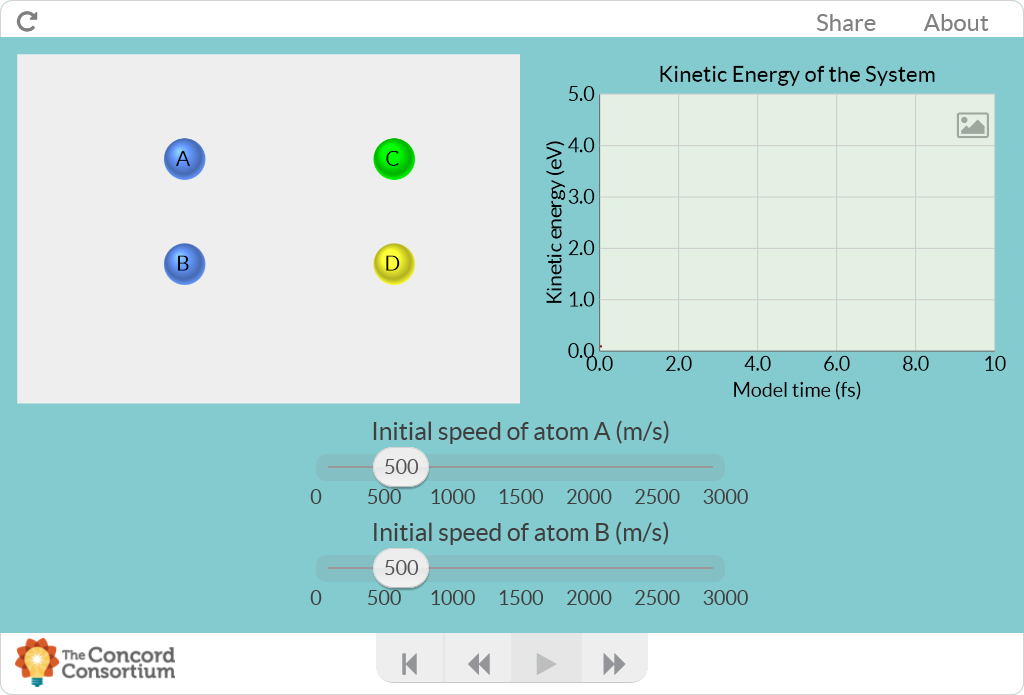 Share About
Kinetic Energy of the System
A
C
B
D
Kinetic energy (eV)
5.0
4.0
3.0
2.0
1.0
0.0
0.0 2.0 4.0 6.0 8.0 10
Model time (fs)
Initial speed of atom A (m/s)
500
0 500 1000 1500 2000 2500 3000
Initial speed of atom B (m/s)
500
0 500 1000 1500 2000 2500 3000
The Concord
Consortium